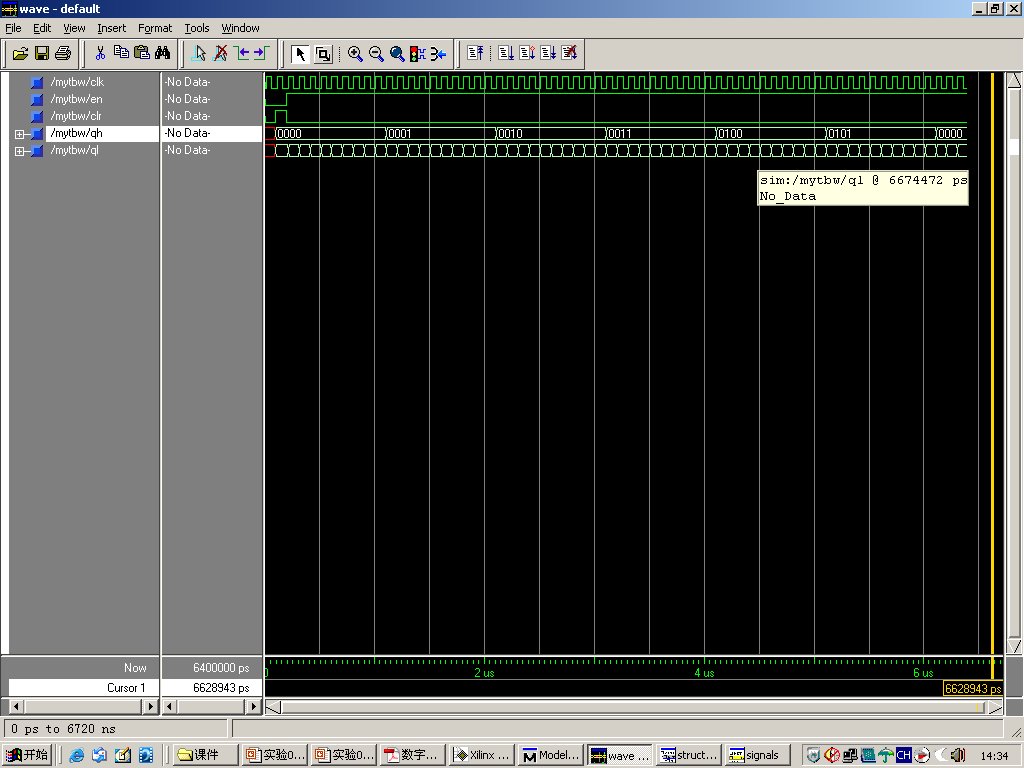 wave - default
File Edit View Insert Format Tools Window
/mytbw/clk -No Data-
/mytbw/en -No Data-
/mytbw/clr -No Data-
/mytbw/qh -No Data- 0000 0001 0010 0011 0100 0101 0000
/mytbw/ql -No Data-
sim:/mytbw/ql @ 6674472 ps
No_Data
Now 6400000 ps 0 2 us 4 us 6 us
Cursor 1 6628943 ps 6628943 ps
0 ps to 6720 ns
开始 课件 实验0... 实验0... 数字... Xilinx ... Model... wave ... struct... signals CH 14:34